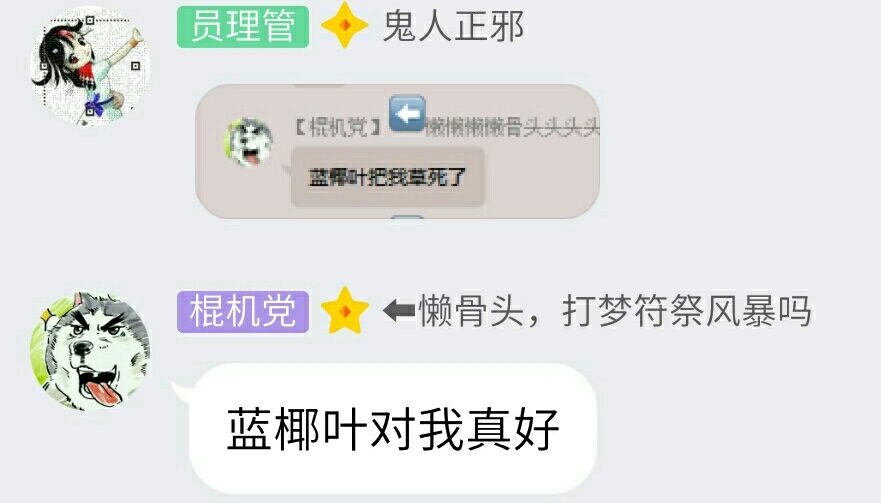 员理管 鬼人正邪
【棍机党】⬅懒懒懒懒骨头头头头
蓝椰叶把我草死了
棍机党 ⬅懒骨头，打梦符祭风暴吗
蓝椰叶对我真好